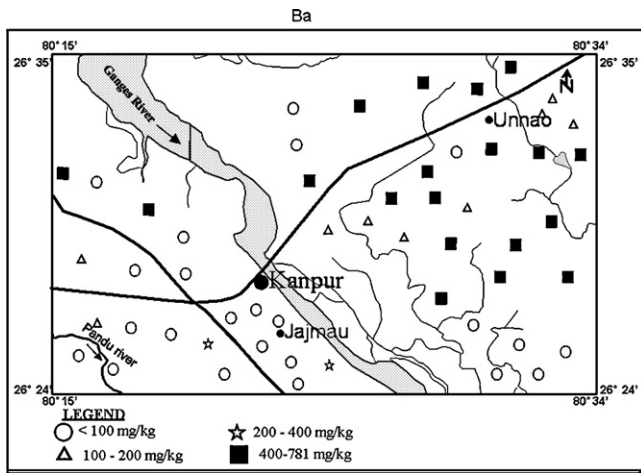 Ba
80° 15' 80° 34'
26° 35' 26° 35'
Ganges River
N
Unnao
Kanpur
Jajmau
Pandu river
26° 24' 26° 24'
80° 15' 80° 34'
LEGEND
< 100 mg/kg 200 - 400 mg/kg
100 - 200 mg/kg 400-781 mg/kg